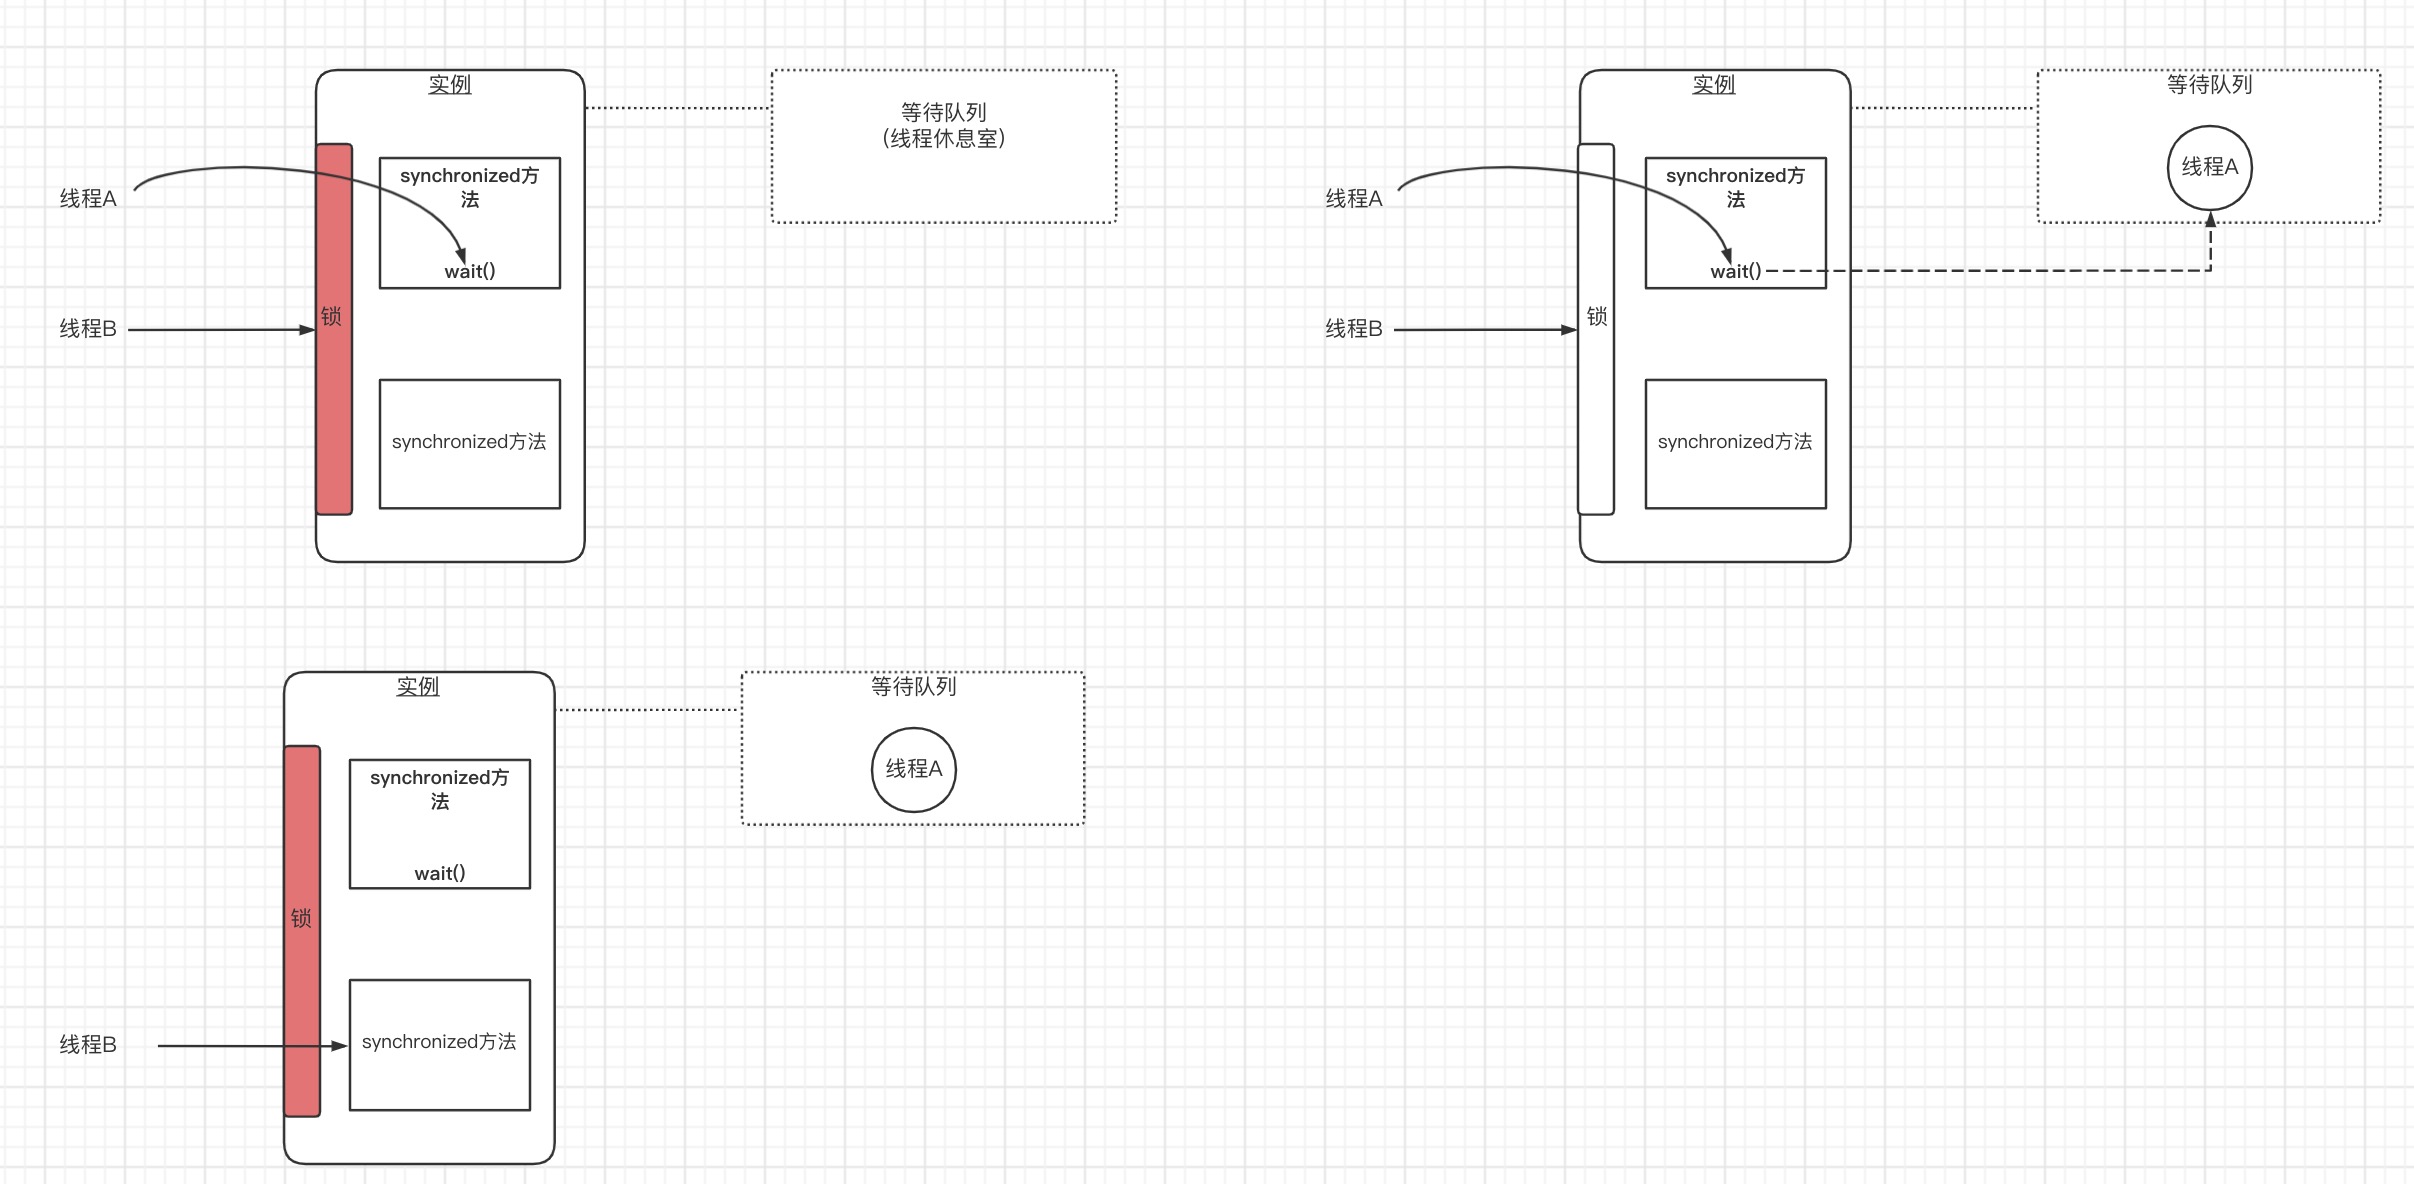 实例
等待队列
(线程休息室)
synchronized方
法
线程A
wait()
锁
线程B
synchronized方法
实例
等待队列
线程A
synchronized方
法
线程A
wait()
锁
线程B
synchronized方法
实例
等待队列
线程A
synchronized方
法
wait()
锁
线程B
synchronized方法